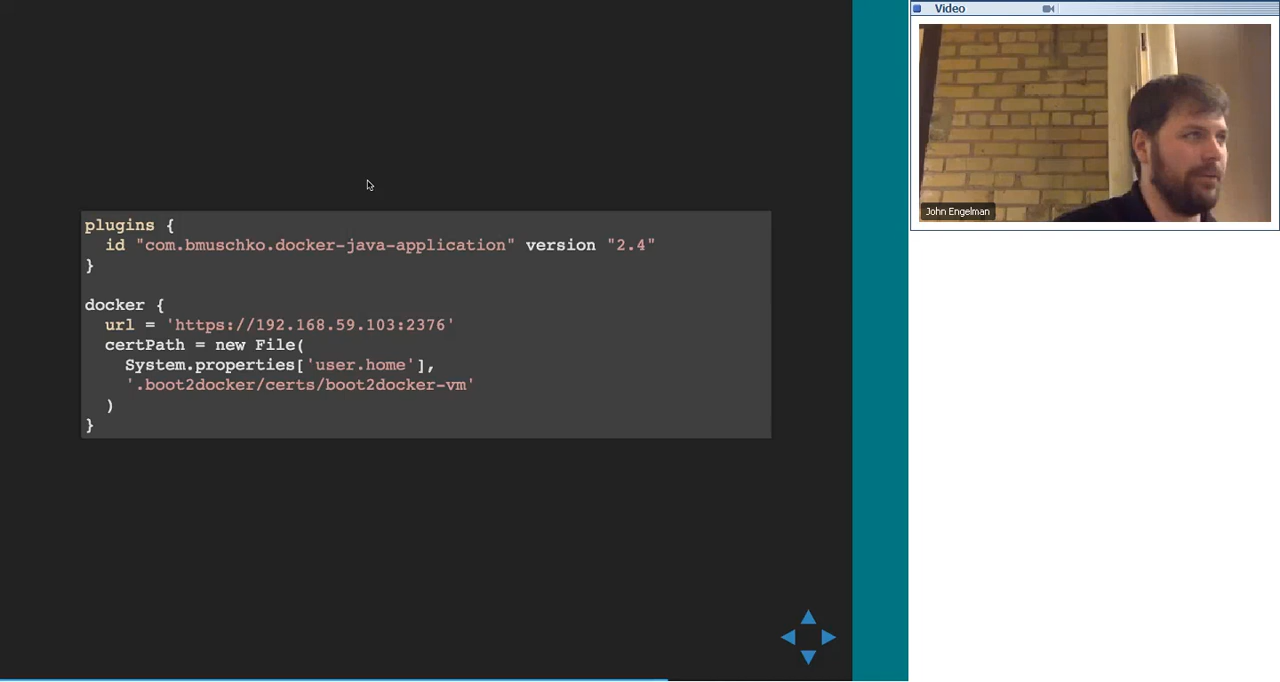 plugins {
id "com.bmuschko.docker-java-application" version "2.4"
}
docker {
url = 'https://192.168.59.103:2376'
certPath = new File(
System.properties['user.home'],
'.boot2docker/certs/boot2docker-vm'
)
}
Video
John Engelman